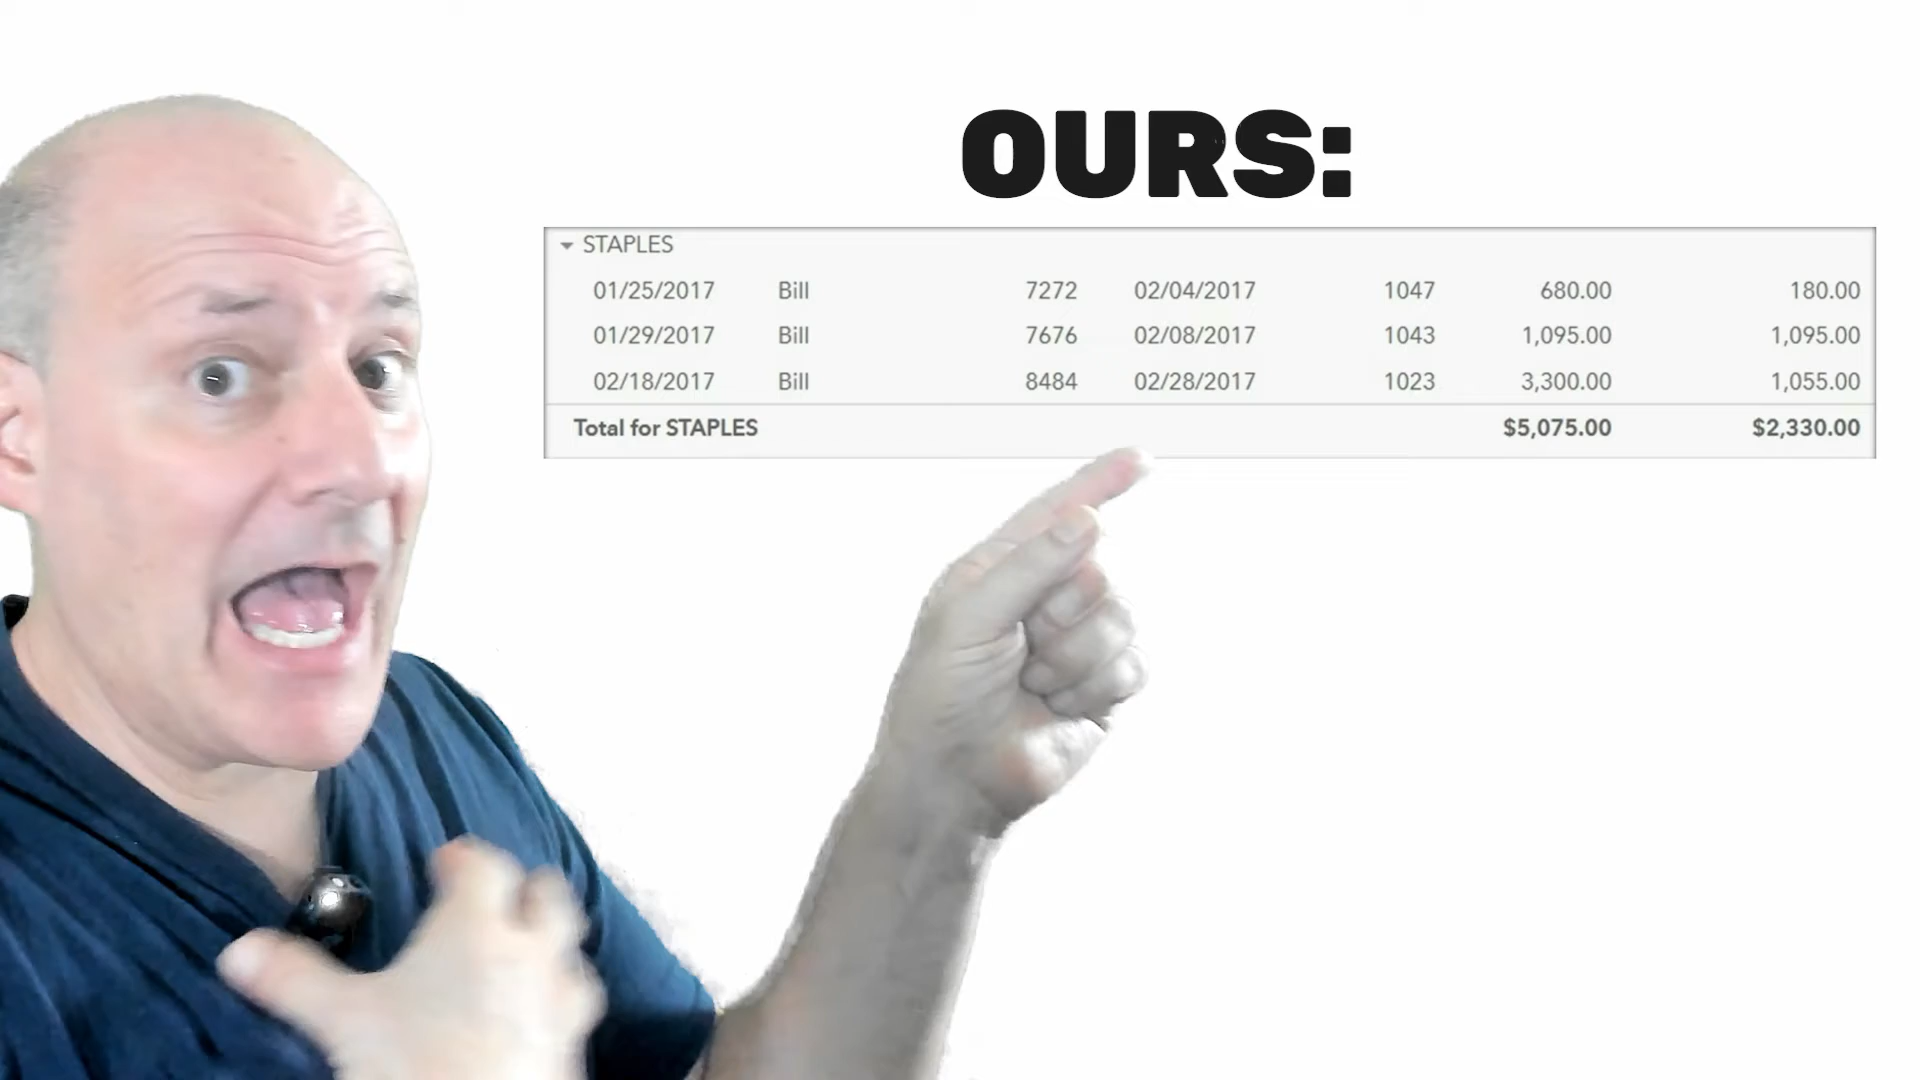 OURS:
STAPLES
01/25/2017 Bill 7272 02/04/2017 1047 680.00 180.00
01/29/2017 Bill 7676 02/08/2017 1043 1,095.00 1,095.00
02/18/2017 Bill 8484 02/28/2017 1023 3,300.00 1,055.00
Total for STAPLES $5,075.00 $2,330.00